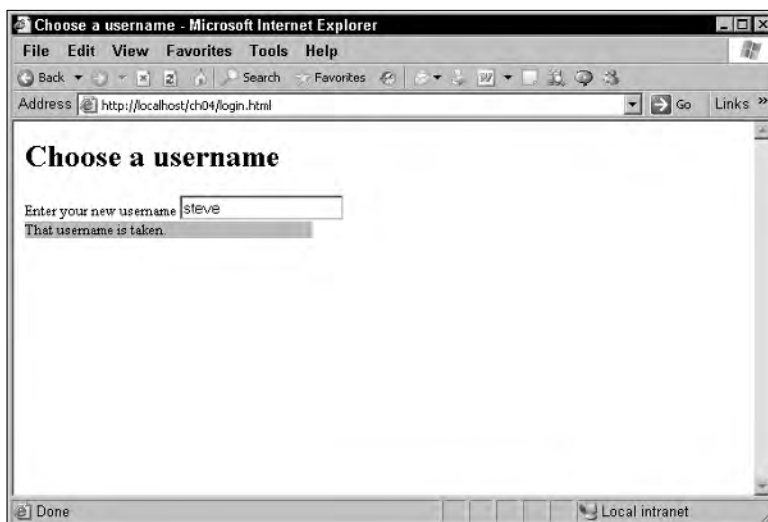 Choose a username - Microsoft Internet Explorer
File Edit View Favorites Tools Help
Back Search Favorites
Address http://localhost/ch04/login.html Go Links »
Choose a username
Enter your new username steve
That username is taken.
Done Local intranet